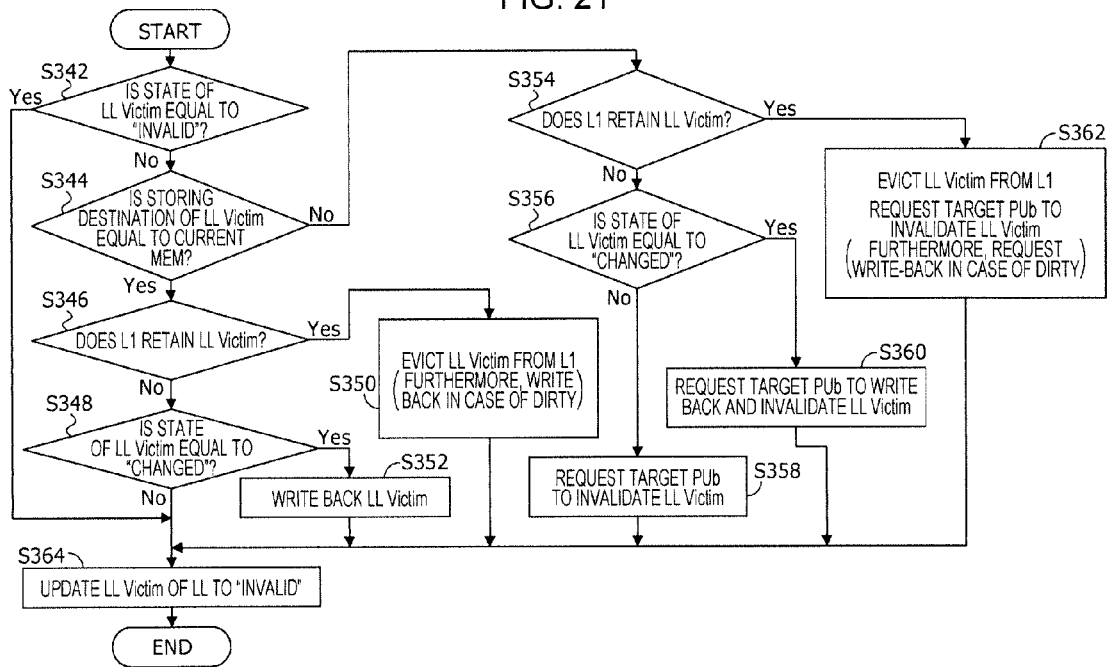 FIG. 21
START
S342
Yes
IS STATE OF
LL Victim EQUAL TO
"INVALID"?
No
S344
IS STORING
DESTINATION OF LL Victim
EQUAL TO CURRENT
MEM?
No
Yes
S346
DOES L1 RETAIN LL Victim?
Yes
No
S348
IS STATE
OF LL Victim EQUAL TO
"CHANGED"?
Yes
No
S350
EVICT LL Victim FROM L1
(FURTHERMORE, WRITE
BACK IN CASE OF DIRTY)
S352
WRITE BACK LL Victim
S354
DOES L1 RETAIN LL Victim?
Yes
No
S356
IS STATE OF
LL Victim EQUAL TO
"CHANGED"?
Yes
No
S358
REQUEST TARGET PUb
TO INVALIDATE LL Victim
S360
REQUEST TARGET PUb TO WRITE
BACK AND INVALIDATE LL Victim
S362
EVICT LL Victim FROM L1
REQUEST TARGET PUb TO
INVALIDATE LL Victim
(FURTHERMORE, REQUEST
WRITE-BACK IN CASE OF DIRTY)
S364
UPDATE LL Victim OF LL TO "INVALID"
END